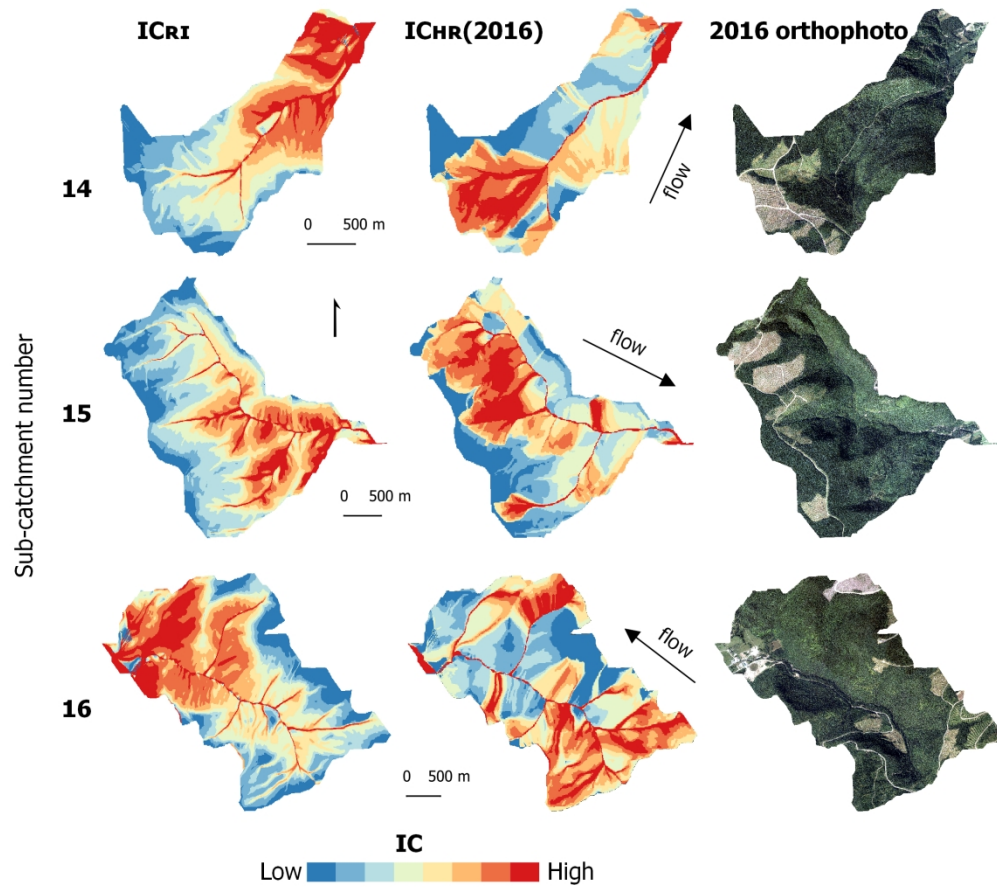 ICRI
ICHR(2016)
2016 orthophoto
14
0 500 m
flow
Sub-catchment number
15
0 500 m
flow
16
0 500 m
flow
IC
Low High